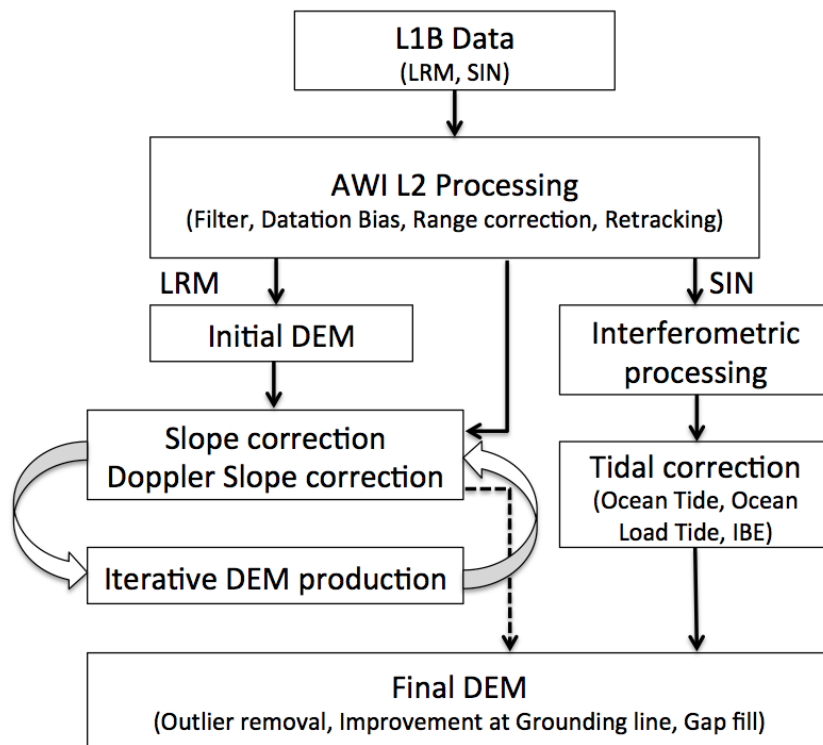 L1B Data
(LRM, SIN)
AWI L2 Processing
(Filter, Datation Bias, Range correction, Retracking)
LRM
SIN
Initial DEM
Interferometric
processing
Slope correction
Doppler Slope correction
Tidal correction
(Ocean Tide, Ocean
Load Tide, IBE)
Iterative DEM production
Final DEM
(Outlier removal, Improvement at Grounding line, Gap fill)